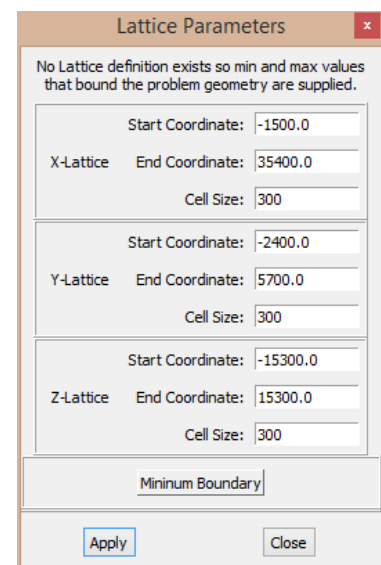 Lattice Parameters
x
No Lattice definition exists so min and max values
that bound the problem geometry are supplied.
Start Coordinate: -1500.0
X-Lattice End Coordinate: 35400.0
Cell Size: 300
Start Coordinate: -2400.0
Y-Lattice End Coordinate: 5700.0
Cell Size: 300
Start Coordinate: -15300.0
Z-Lattice End Coordinate: 15300.0
Cell Size: 300
Mininum Boundary
Apply Close